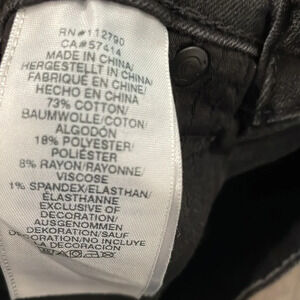 RN#112790
CA#57414
MADE IN CHINA/
HERGESTELLT IN CHINA/
FABRIQUÉ EN CHINE/
HECHO EN CHINA
73% COTTON/
BAUMWOLLE/COTON/
ALGODÓN
18% POLYESTER/
POLIÉSTER
8% RAYON/RAYONNE/
VISCOSE
1% SPANDEX/ELASTHAN/
ÉLASTHANNE
EXCLUSIVE OF
DECORATION
AUSGENOMMEN
DEKORATION/SAUF
DÉCORATION/NO INCLUYE
LA DECORACIÓN